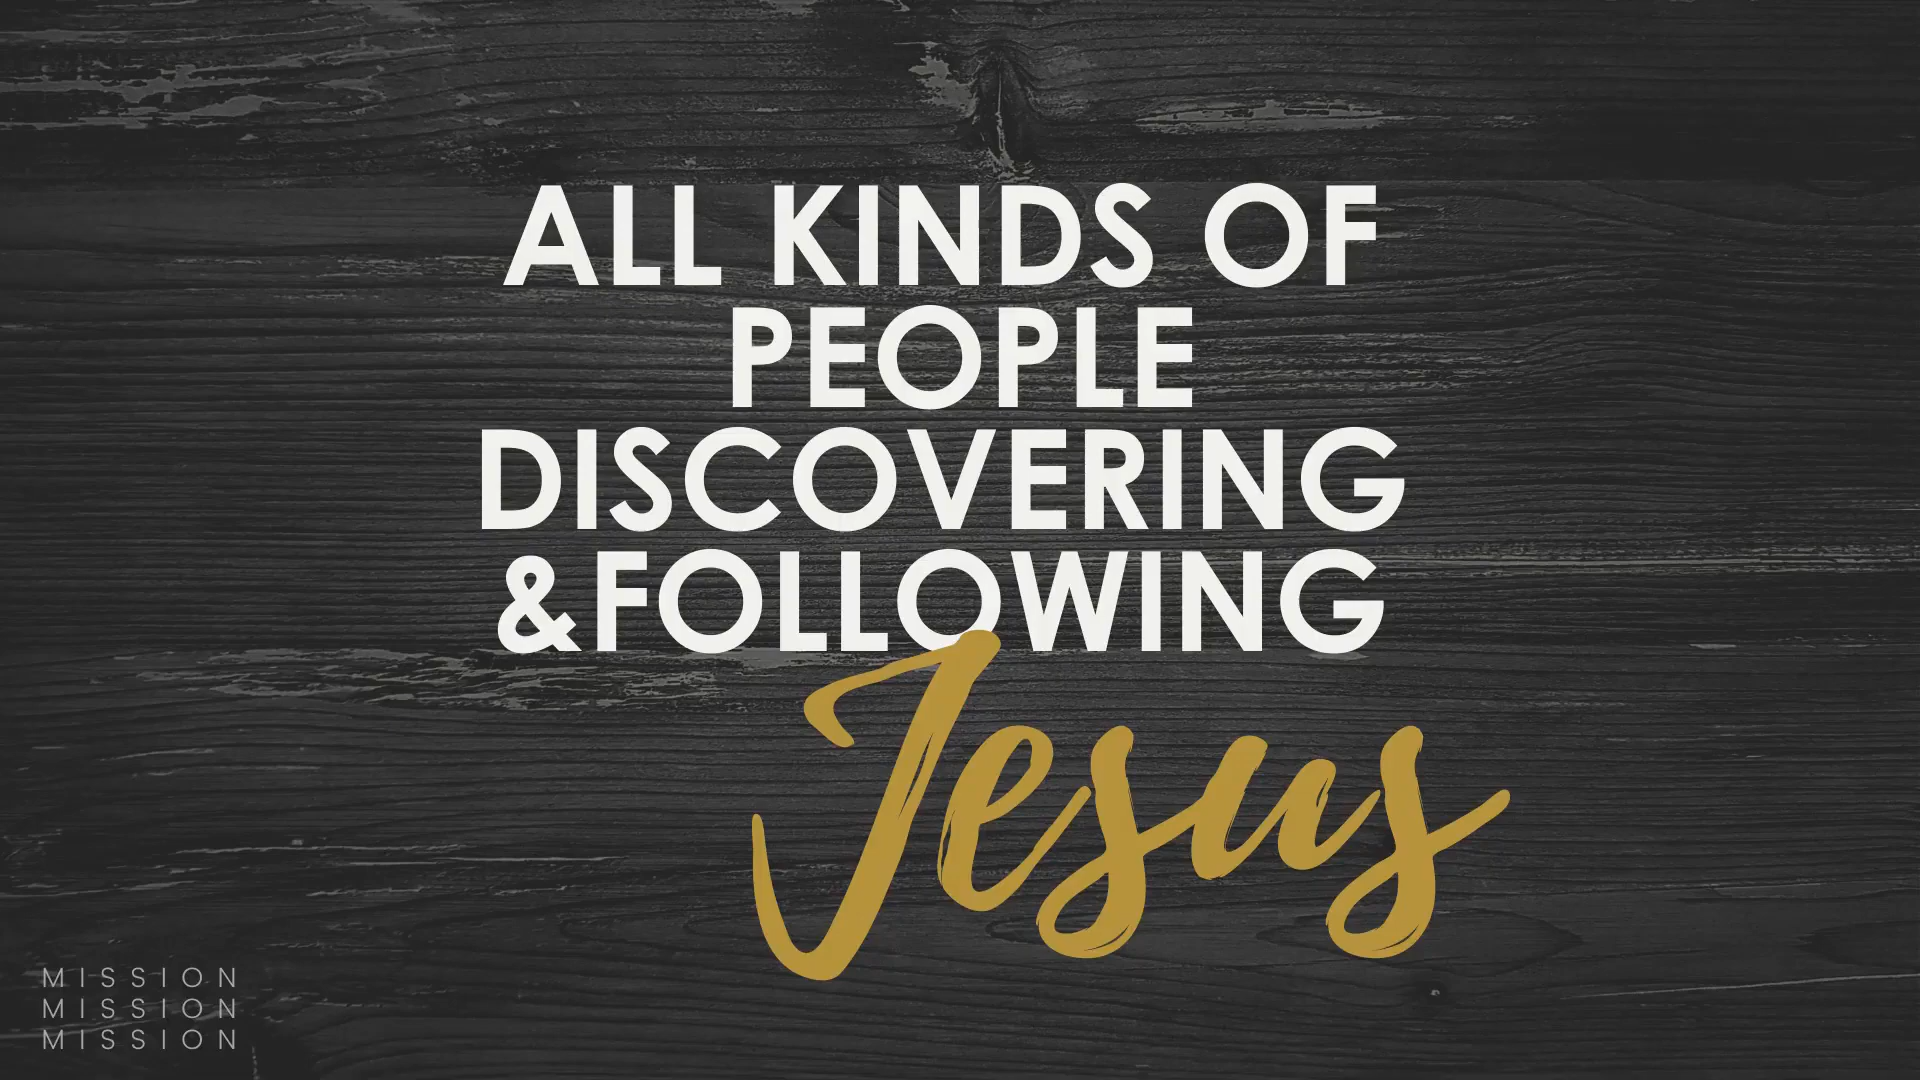 ALL KINDS OF
PEOPLE
DISCOVERING
&FOLLOWING
Jesus
MISSION
MISSION
MISSION